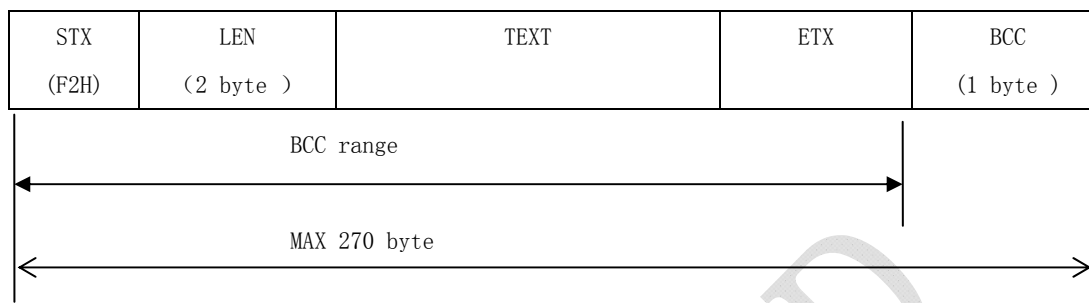 STX LEN TEXT ETX BCC
(F2H) (2 byte ) (1 byte )
BCC range
MAX 270 byte